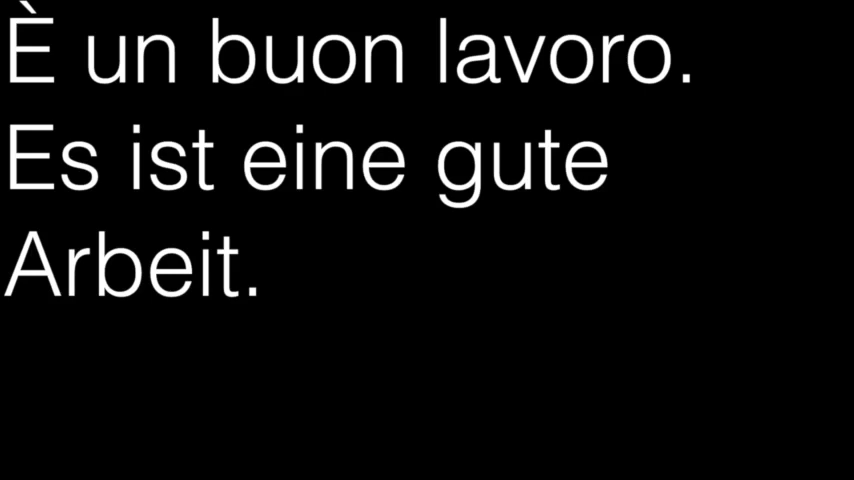 È un buon lavoro.
Es ist eine gute
Arbeit.